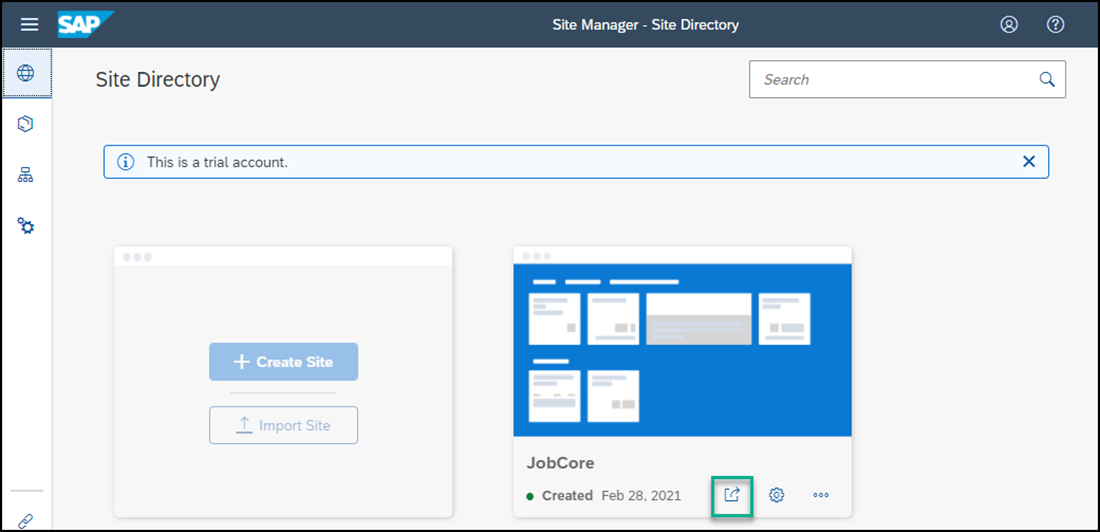 SAP Site Manager - Site Directory
Site Directory
Search
This is a trial account.
+ Create Site
Import Site
JobCore
Created Feb 28, 2021